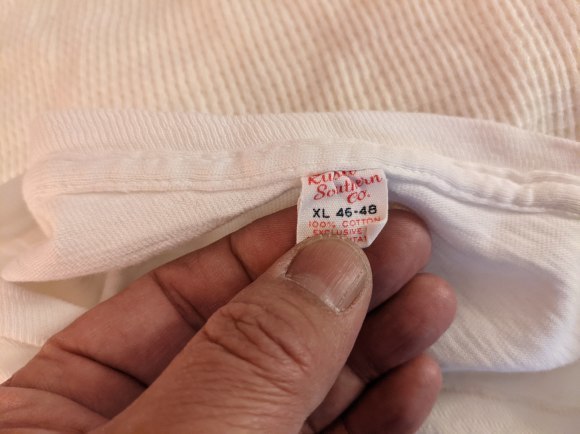 Southern
Co.
XL 46-48
100% COTTON
EXCLUSIVE